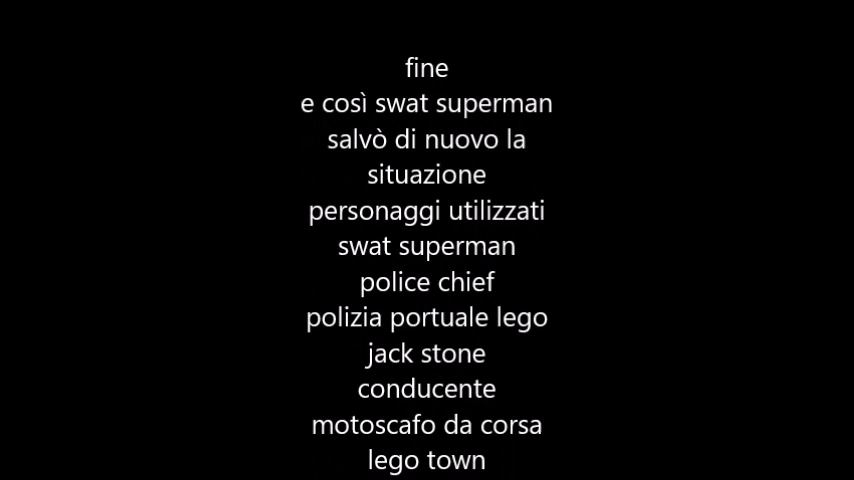 fine
e così swat superman
salvò di nuovo la
situazione
personaggi utilizzati
swat superman
police chief
polizia portuale lego
jack stone
conducente
motoscafo da corsa
lego town